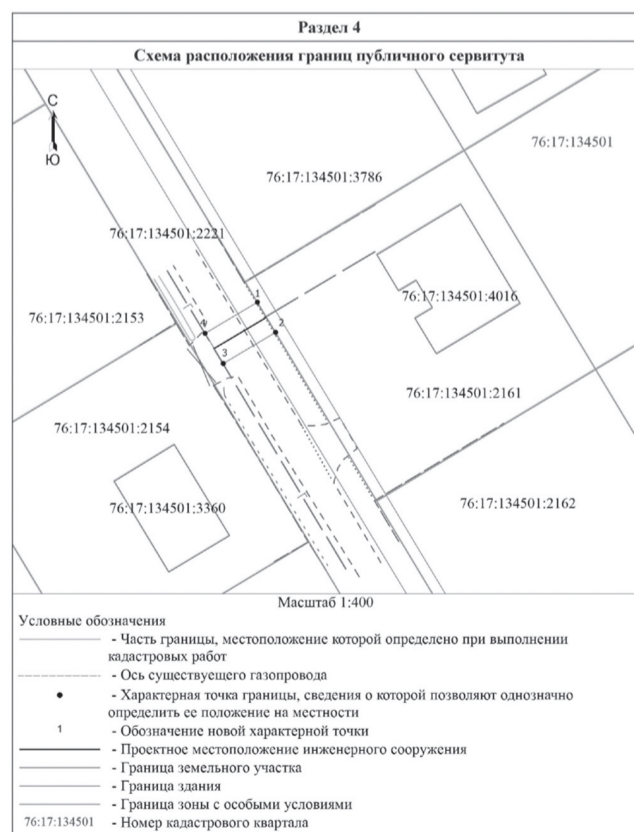 Раздел 4
Схема расположения границ публичного сервитута
С
Ю
76:17:134501
76:17:134501:3786
76:17:134501:2221
76:17:134501:4016
76:17:134501:2153
1
2
4
3
76:17:134501:2161
76:17:134501:2154
76:17:134501:2162
76:17:134501:3360
Масштаб 1:400
Условные обозначения
- Часть границы, местоположение которой определено при выполнении
кадастровых работ
- Ось существуещего газопровода
- Характерная точка границы, сведения о которой позволяют однозначно
определить ее положение на местности
1 - Обозначение новой характерной точки
- Проектное местоположение инженерного сооружения
- Граница земельного участка
- Граница здания
- Граница зоны с особыми условиями
76:17:134501 - Номер кадастрового квартала